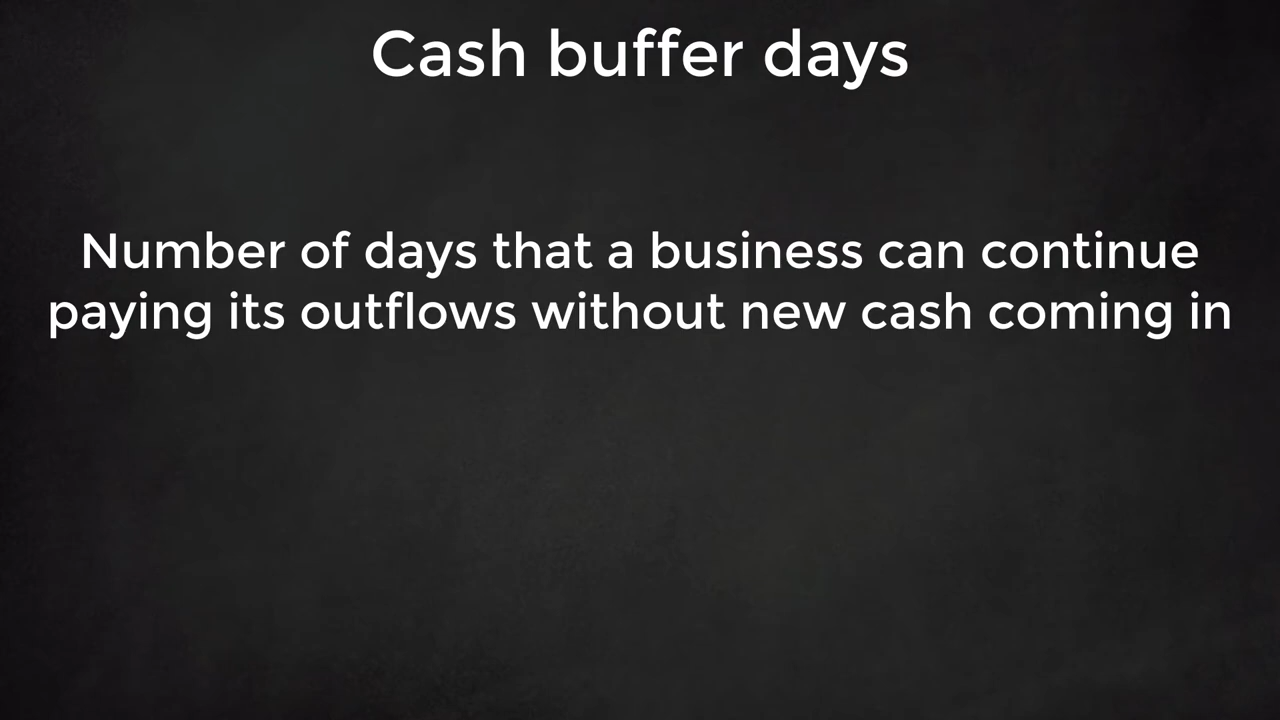 Cash buffer days
Number of days that a business can continue
paying its outflows without new cash coming in